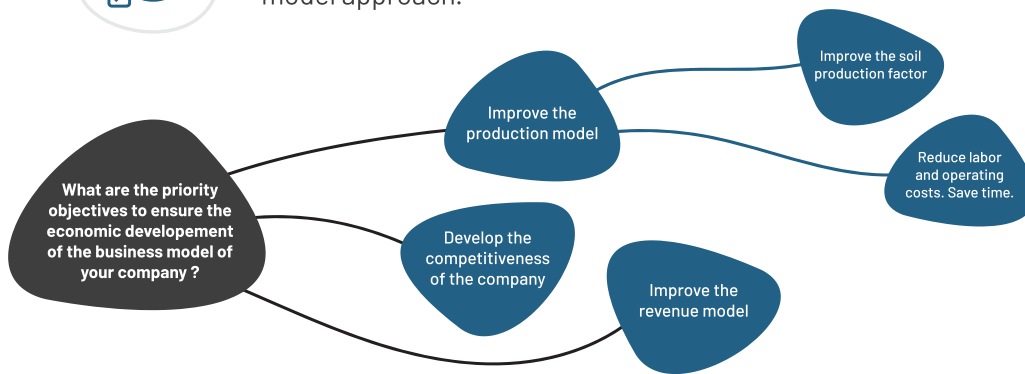 model approach.
Improve the soil
production factor
Improve the
production model
Reduce labor
and operating
costs. Save time.
What are the priority
objectives to ensure the
economic developement
of the business model of
your company ?
Develop the
competitiveness
of the company
Improve the
revenue model